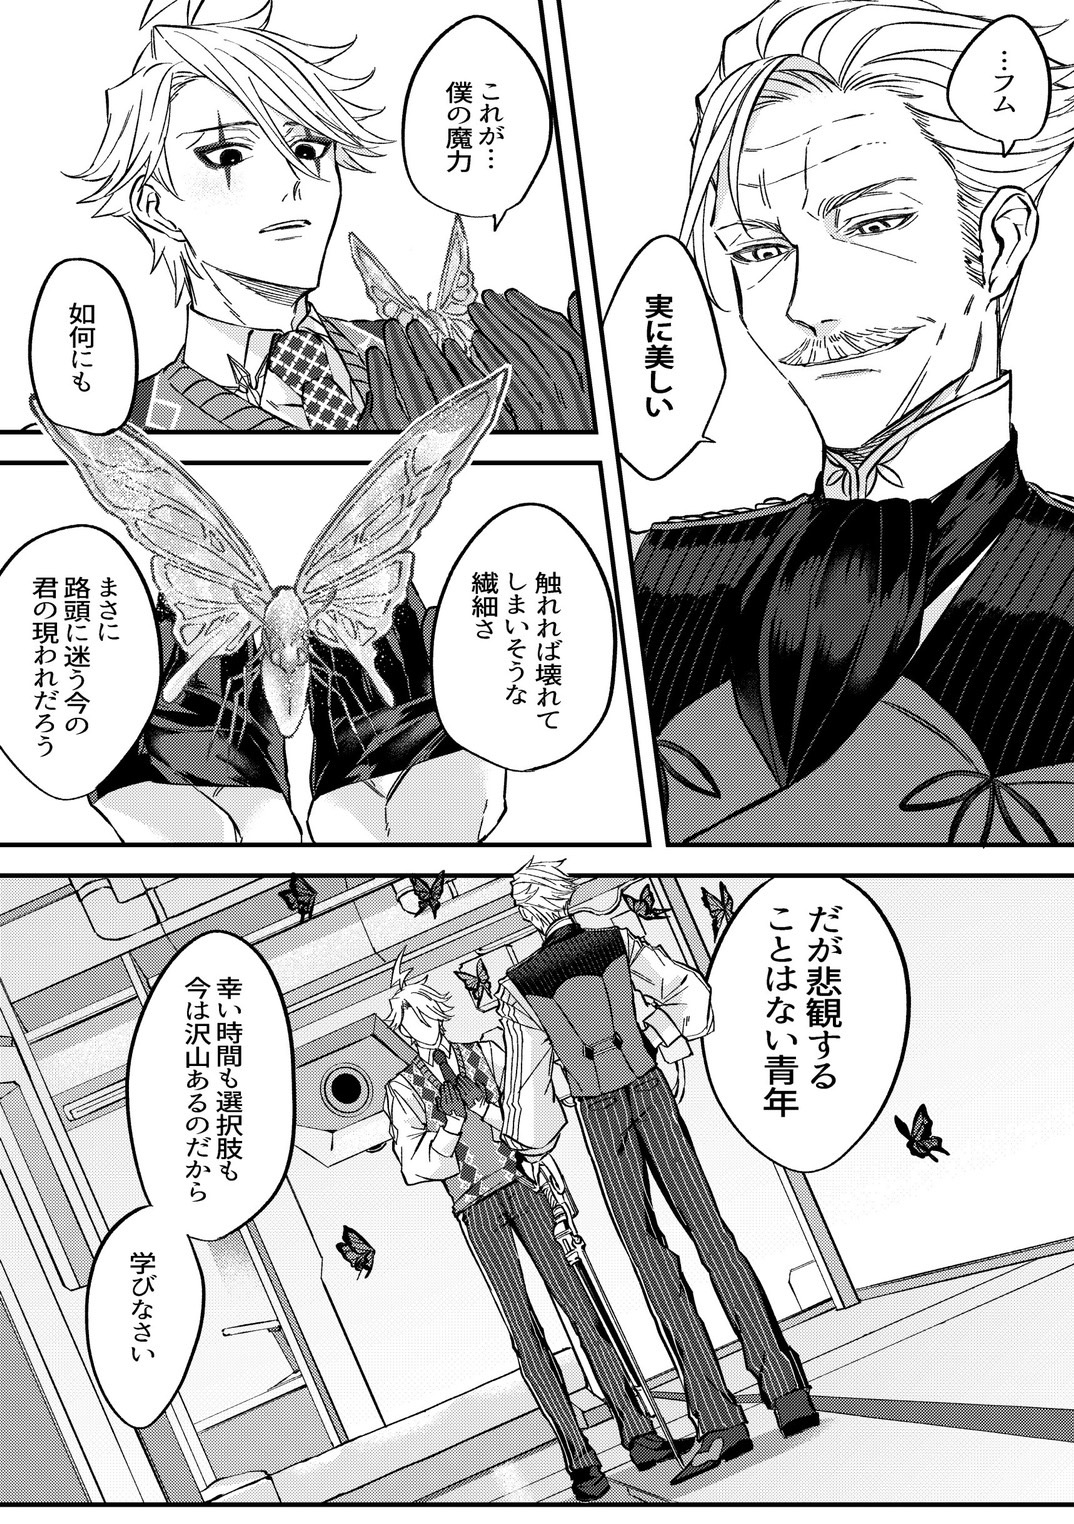 …フム
実に美しい
これが…
僕の魔力
如何にも
触れれば壊れて
しまいそうな
繊細さ
まさに
路頭に迷う今の
君の現われだろう
だが悲観する
ことはない青年
幸い時間も選択肢も
今は沢山あるのだから
学びなさい